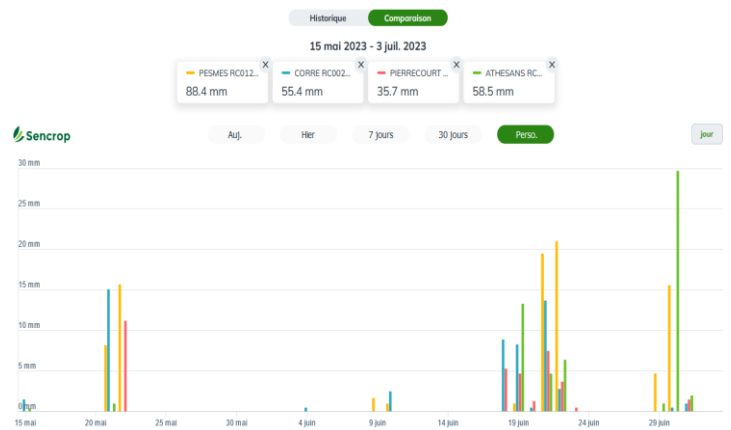 Historique Comparaison
15 mai 2023 - 3 juil. 2023
X X X X
PESMES RC012... CORRE RC002... PIERRECOURT ... ATHESANS RC...
88.4 mm 55.4 mm 35.7 mm 58.5 mm
Sencrop Auj. Hier 7 jours 30 jours Perso. jour
30 mm
25 mm
20 mm
15 mm
10 mm
5 mm
0 mm
15 mai 20 mai 25 mai 30 mai 4 juin 9 juin 14 juin 19 juin 24 juin 29 juin